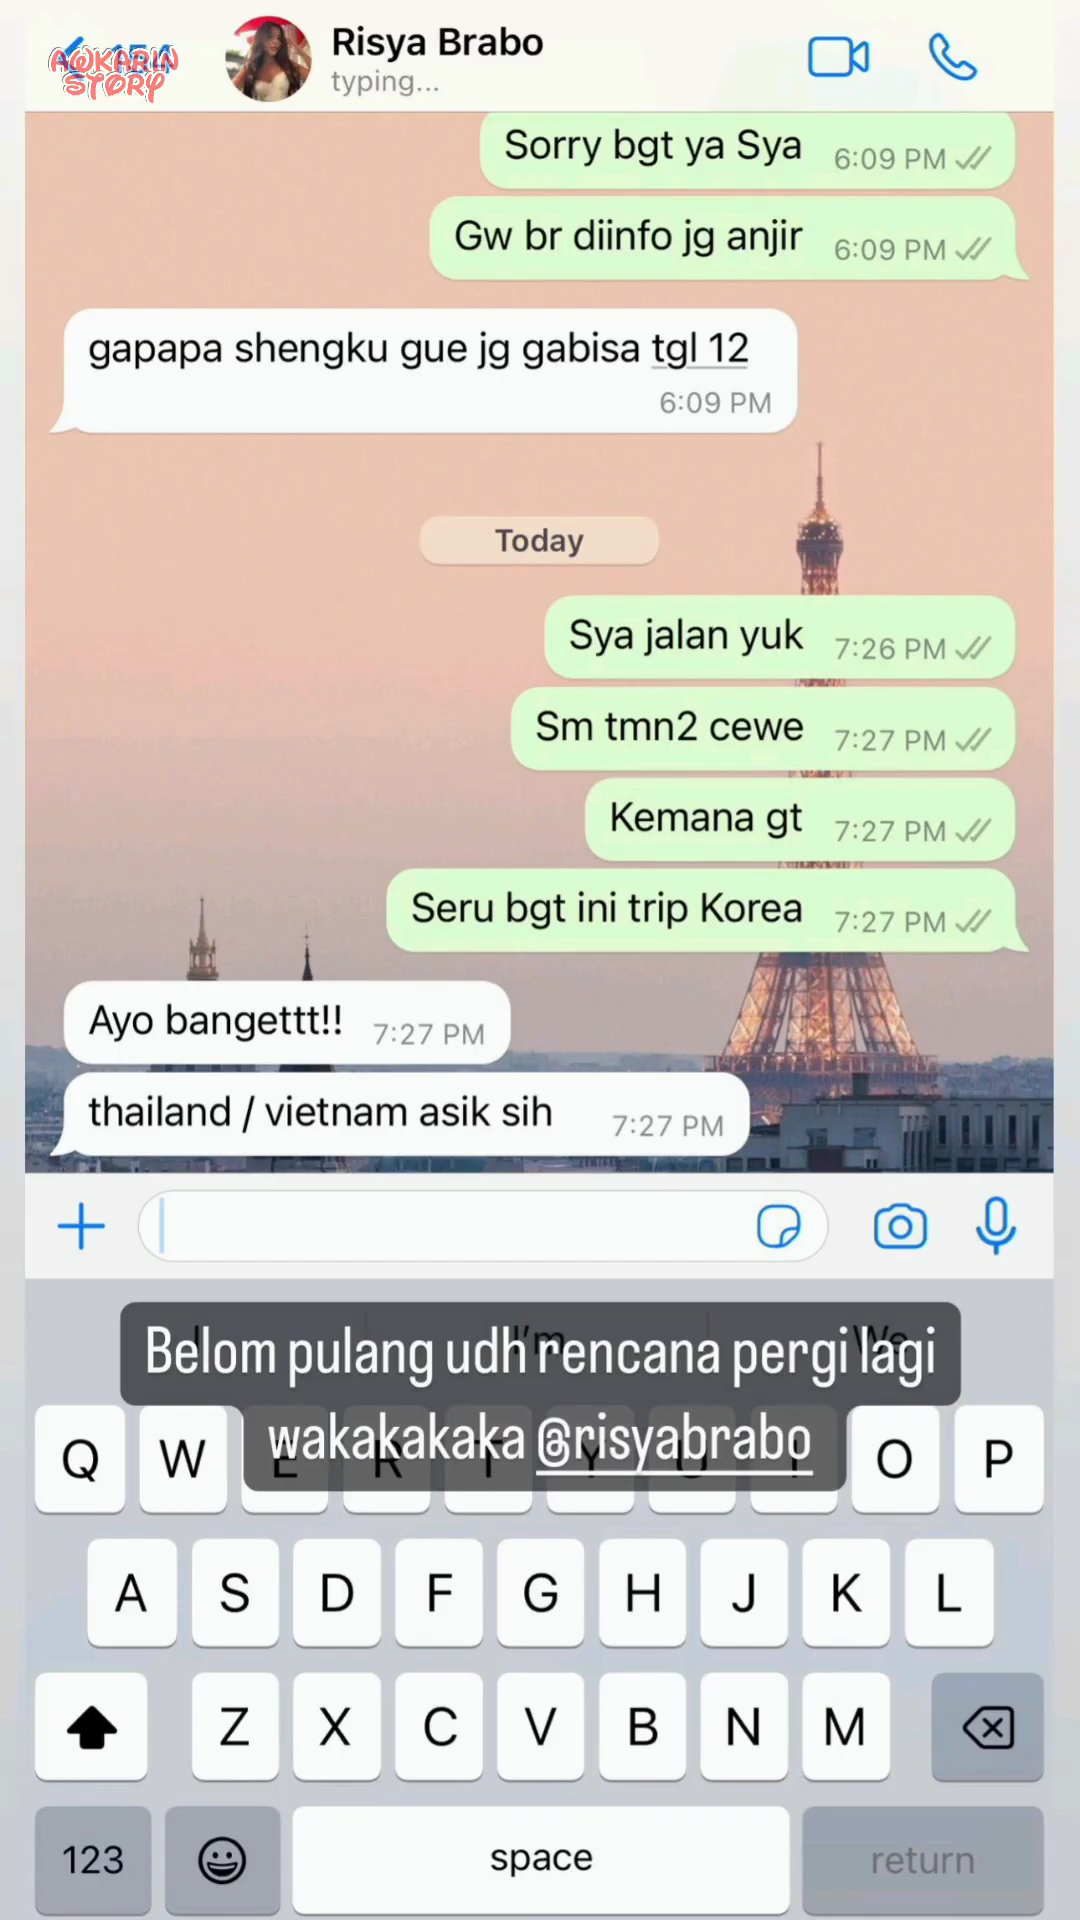 AWKARIN
STORY
154
Risya Brabo
typing...
Sorry bgt ya Sya 6:09 PM
Gw br diinfo jg anjir 6:09 PM
gapapa shengku gue jg gabisa tgl 12
6:09 PM
Today
Sya jalan yuk 7:26 PM
Sm tmn2 cewe 7:27 PM
Kemana gt 7:27 PM
Seru bgt ini trip Korea 7:27 PM
Ayo bangettt!! 7:27 PM
thailand / vietnam asik sih 7:27 PM
I I'm We
Belom pulang udh rencana pergi lagi
wakakakaka @risyabrabo
Q W E R T Y U I O P
A S D F G H J K L
Z X C V B N M
123 space return